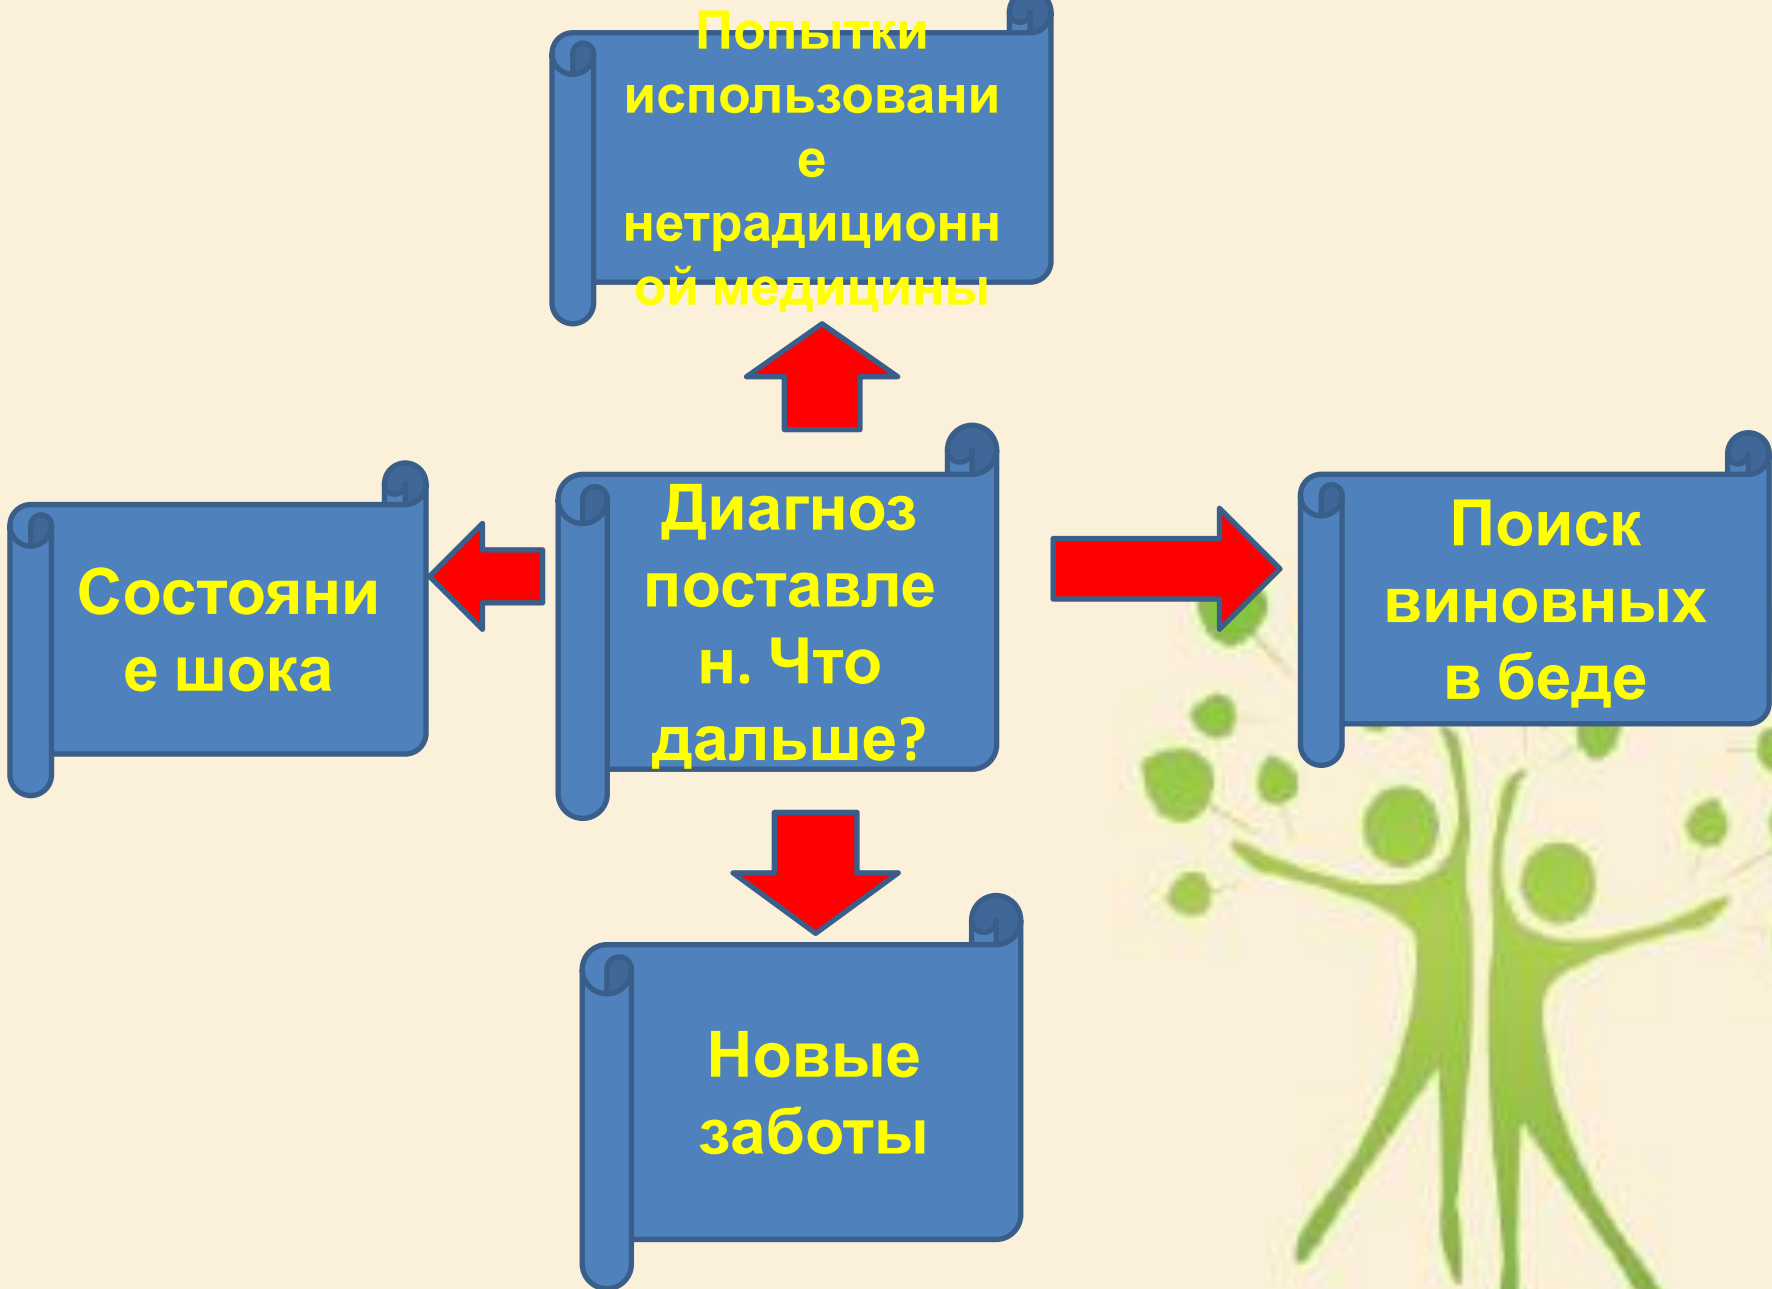 Попытки
использовани
е
нетрадиционн
ой медицины
Состояни
е шока
Диагноз
поставле
н. Что
дальше?
Поиск
виновных
в беде
Новые
заботы